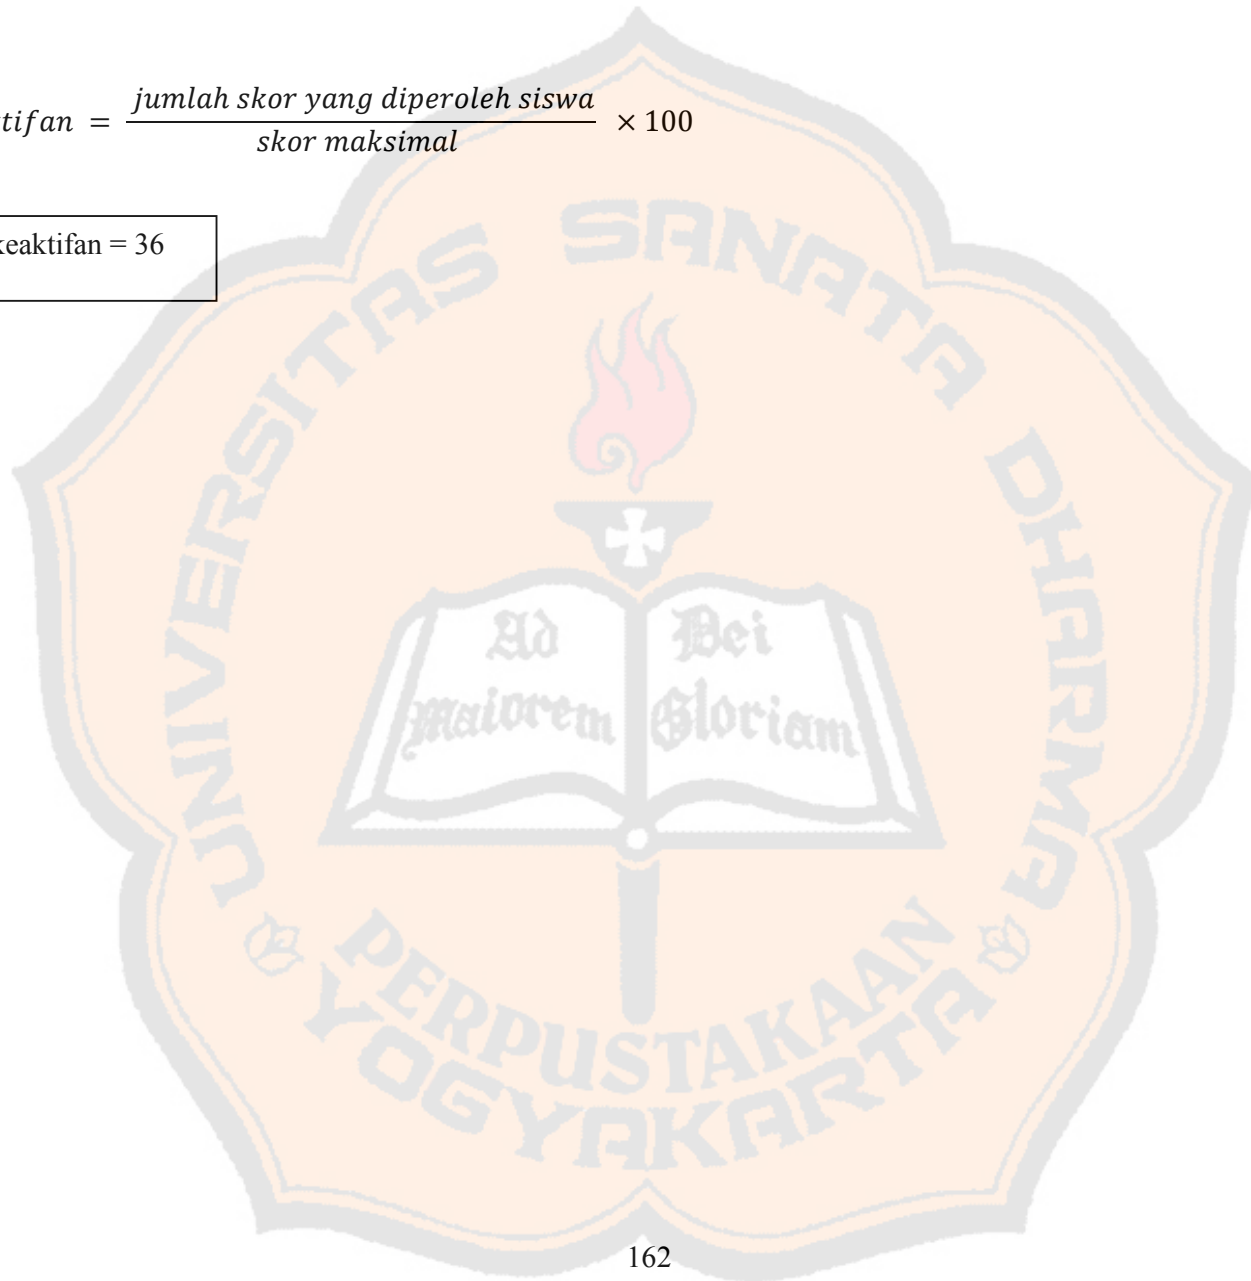 tifan = jumlah skor yang diperoleh siswa / skor maksimal × 100
keaktifan = 36
UNIVERSITAS SANATA DHARMA
Ad Dei
Maiorem Gloriam
PERPUSTAKAAN
YOGYAKARTA
162